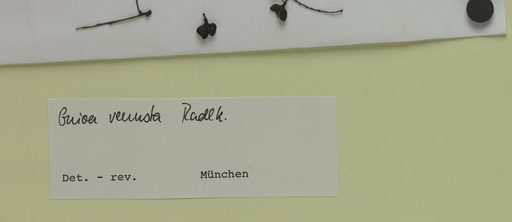 Guioa venusta Radlk.
Det. - rev. München